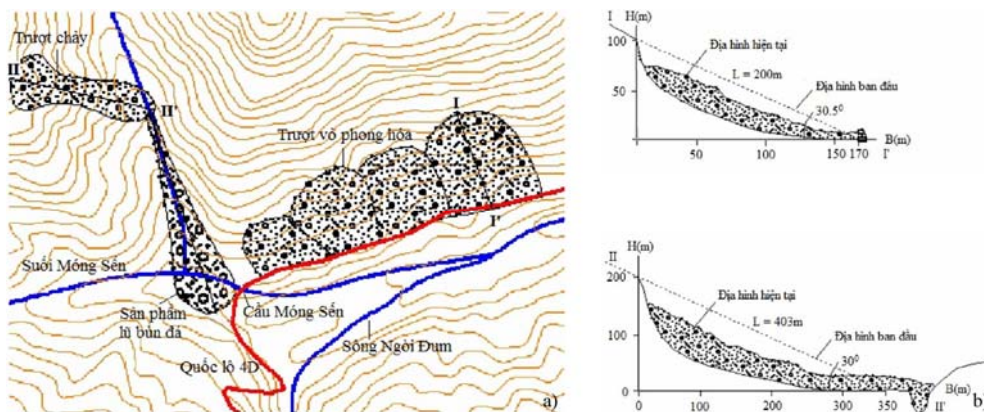 Trượt chảy
II
II'
Trượt vỏ phong hóa
I
I'
Suối Móng Sến
Sản phẩm
lũ bùn đá
Cầu Móng Sến
Sông Ngòi Đum
Quốc lộ 4D
a)
I
H(m)
100
Địa hình hiện tại
L = 200m
Địa hình ban đầu
50
30.5⁰
50
100
150
170
B(m)
I'
H(m)
II
200
Địa hình hiện tại
L = 403m
100
Địa hình ban đầu
30⁰
0
0
100
200
300
350
B(m)
II'
b)